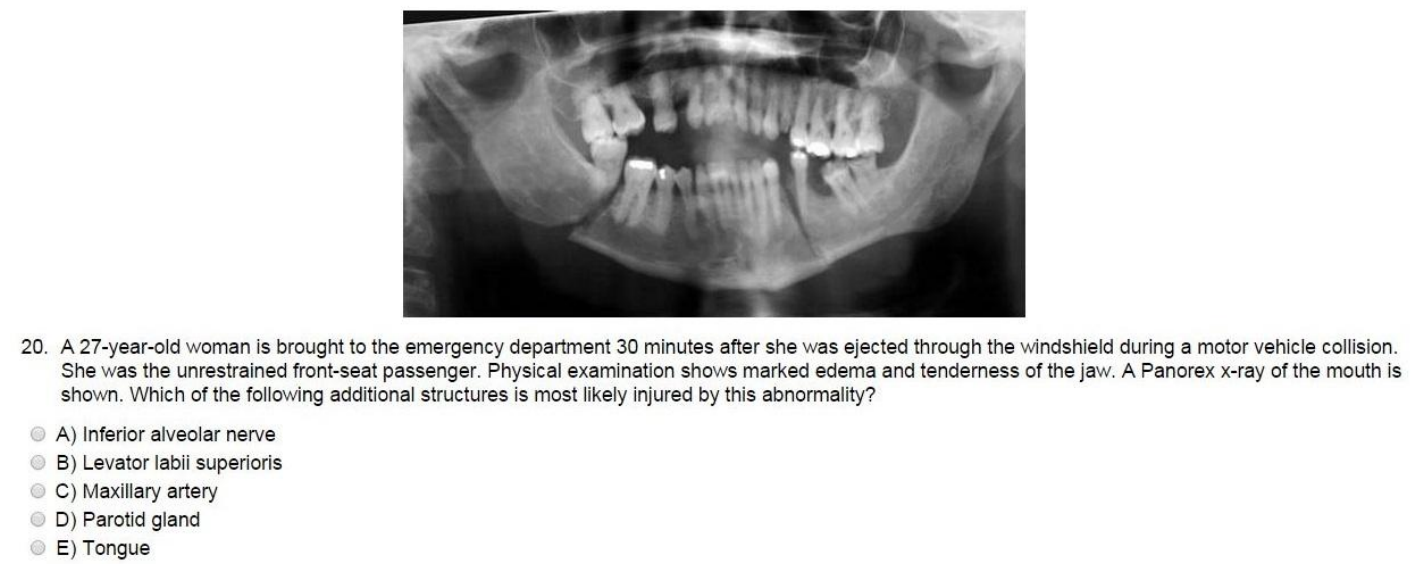 20. A 27-year-old woman is brought to the emergency department 30 minutes after she was ejected through the windshield during a motor vehicle collision.
She was the unrestrained front-seat passenger. Physical examination shows marked edema and tenderness of the jaw. A Panorex x-ray of the mouth is
shown. Which of the following additional structures is most likely injured by this abnormality?
A) Inferior alveolar nerve
B) Levator labii superioris
C) Maxillary artery
D) Parotid gland
E) Tongue